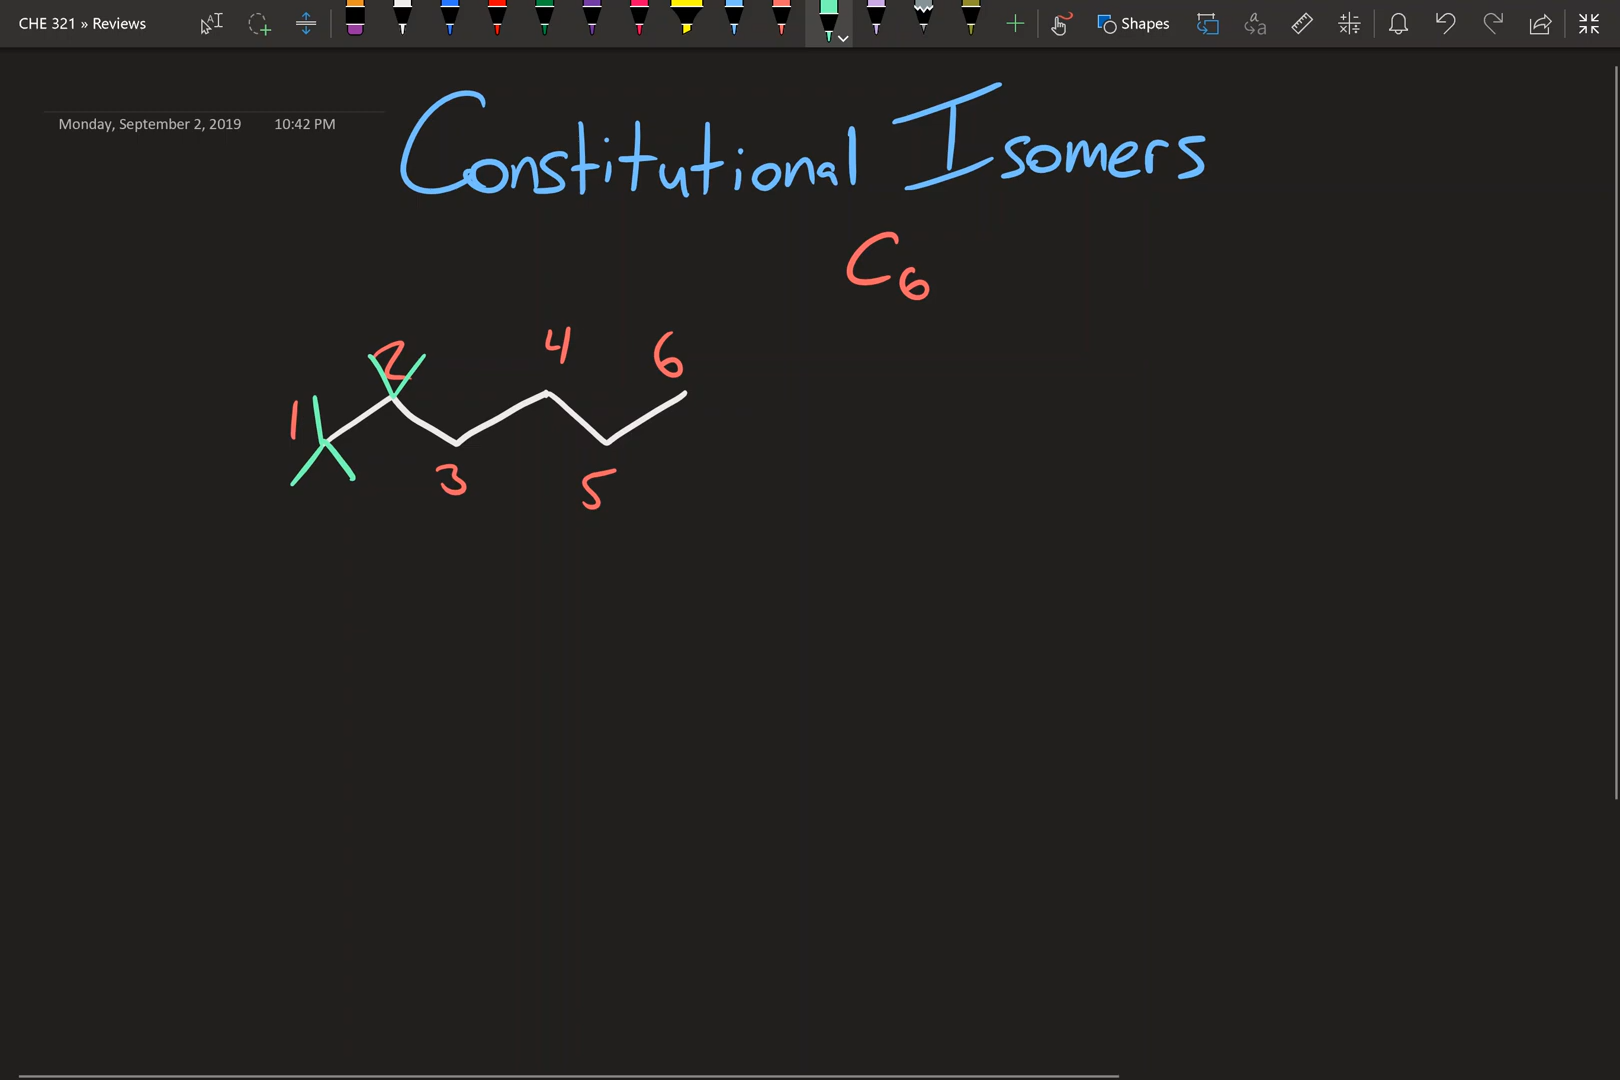 CHE 321 » Reviews
Shapes
Constitutional Isomers
Monday, September 2, 2019 10:42 PM
C6
1 2 3 4 5 6